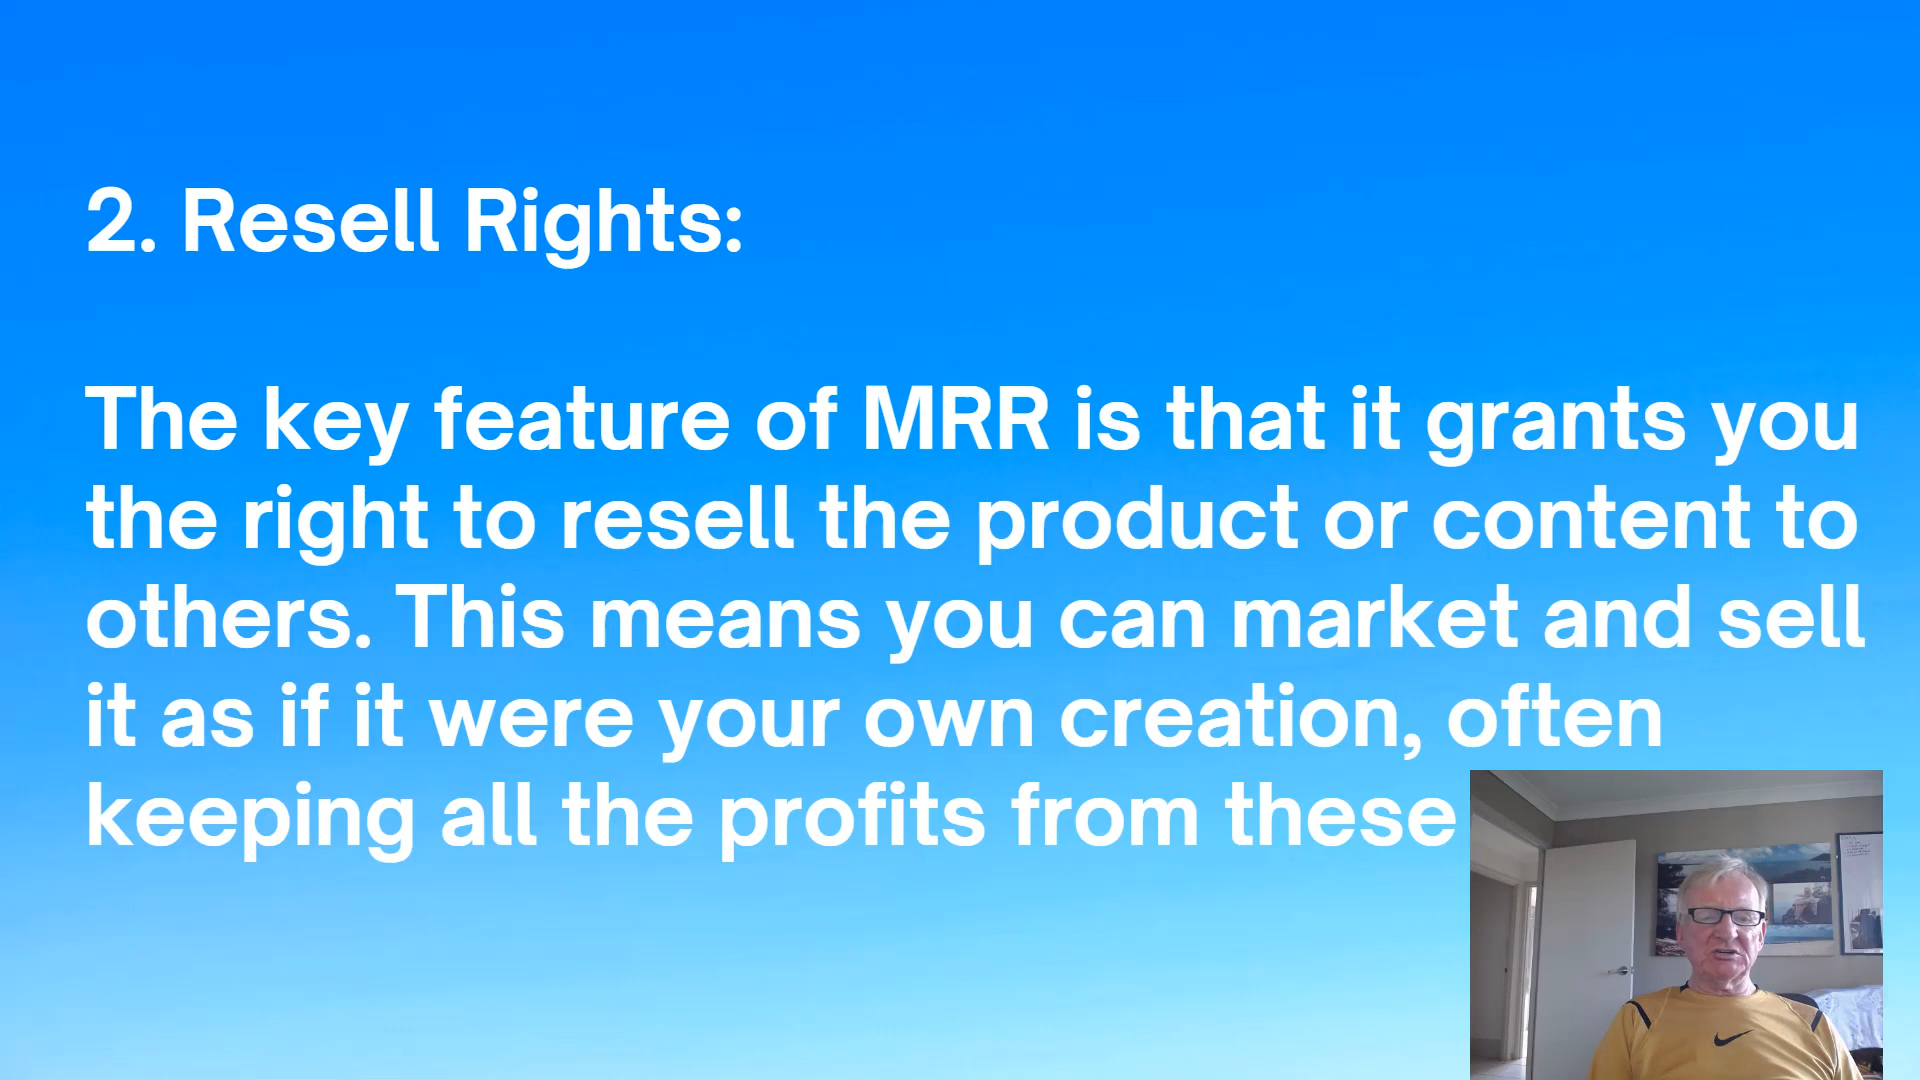 2. Resell Rights:
The key feature of MRR is that it grants you
the right to resell the product or content to
others. This means you can market and sell
it as if it were your own creation, often
keeping all the profits from these